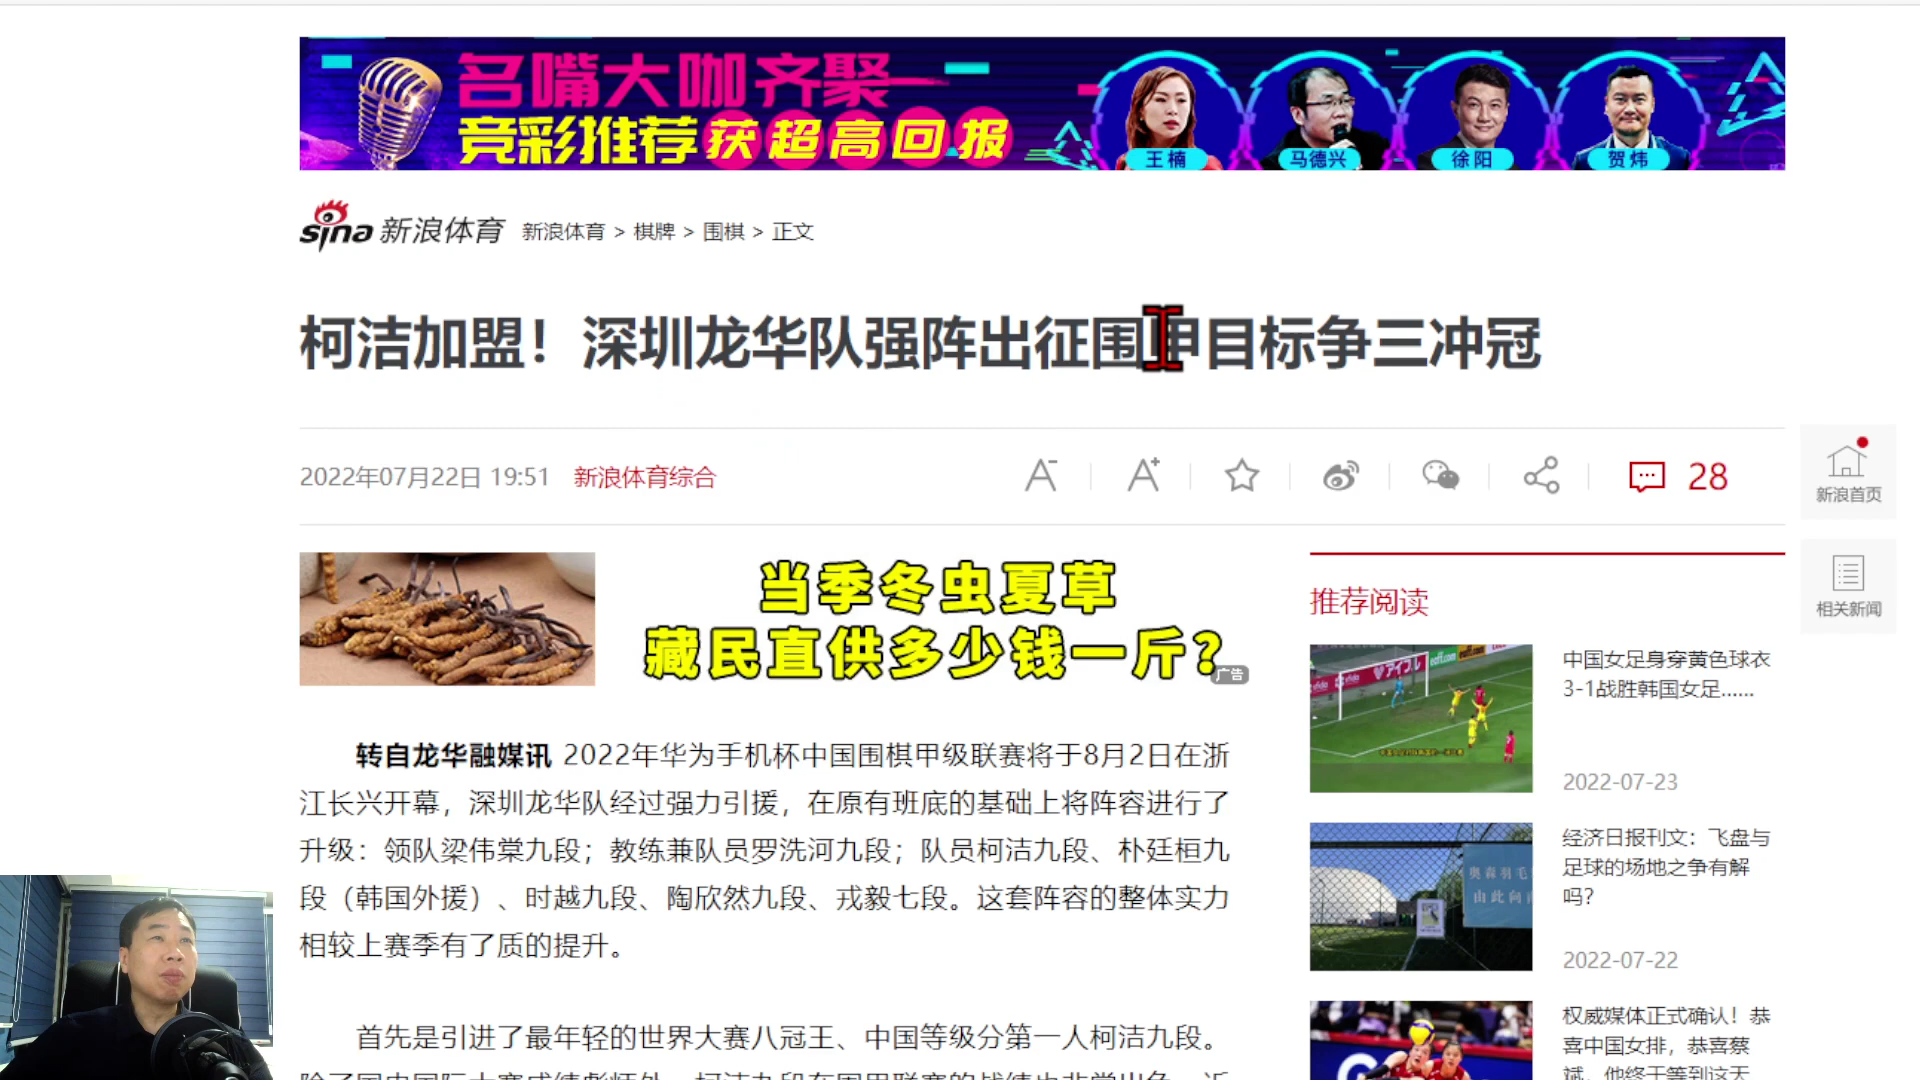 名嘴大咖齐聚
竞彩推荐获超高回报
王楠
马德兴
徐阳
贺炜
sina 新浪体育 新浪体育 > 棋牌 > 围棋 > 正文
柯洁加盟！深圳龙华队强阵出征围甲目标争三冲冠
2022年07月22日 19:51 新浪体育综合
A- A+ 28
新浪首页
相关新闻
当季冬虫夏草
藏民直供多少钱一斤?
广告
转自龙华融媒讯 2022年华为手机杯中国围棋甲级联赛将于8月2日在浙
江长兴开幕，深圳龙华队经过强力引援，在原有班底的基础上将阵容进行了
升级：领队梁伟棠九段；教练兼队员罗洗河九段；队员柯洁九段、朴廷桓九
段（韩国外援）、时越九段、陶欣然九段、戎毅七段。这套阵容的整体实力
相较上赛季有了质的提升。
首先是引进了最年轻的世界大赛八冠王、中国等级分第一人柯洁九段。
推荐阅读
中国女足身穿黄色球衣
3-1战胜韩国女足……
2022-07-23
经济日报刊文：飞盘与
足球的场地之争有解
吗？
2022-07-22
权威媒体正式确认！恭
喜中国女排，恭喜蔡
斌，他终于等到这天